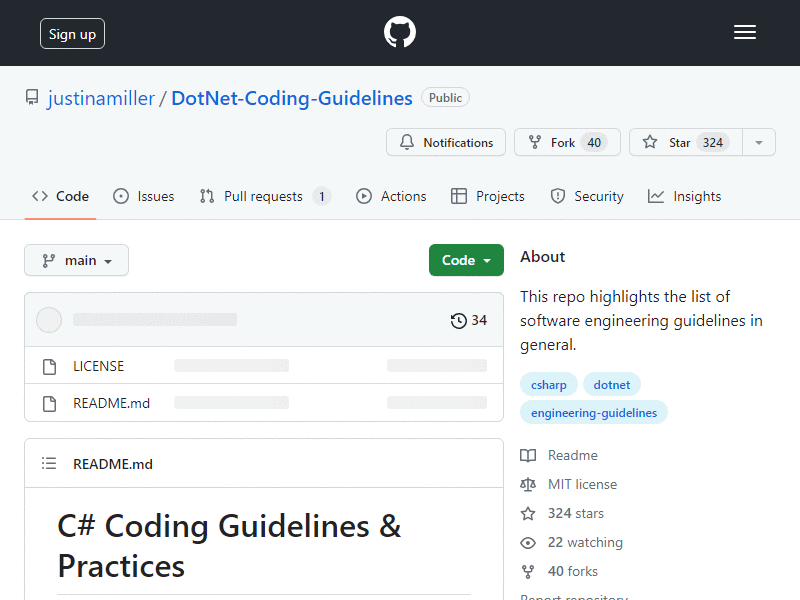 Sign up
justinamiller / DotNet-Coding-Guidelines Public
Notifications Fork 40 Star 324
Code Issues Pull requests 1 Actions Projects Security Insights
main Code
34
LICENSE
README.md
README.md
C# Coding Guidelines &
Practices
About
This repo highlights the list of
software engineering guidelines in
general.
csharp dotnet
engineering-guidelines
Readme
MIT license
324 stars
22 watching
40 forks
Report repository